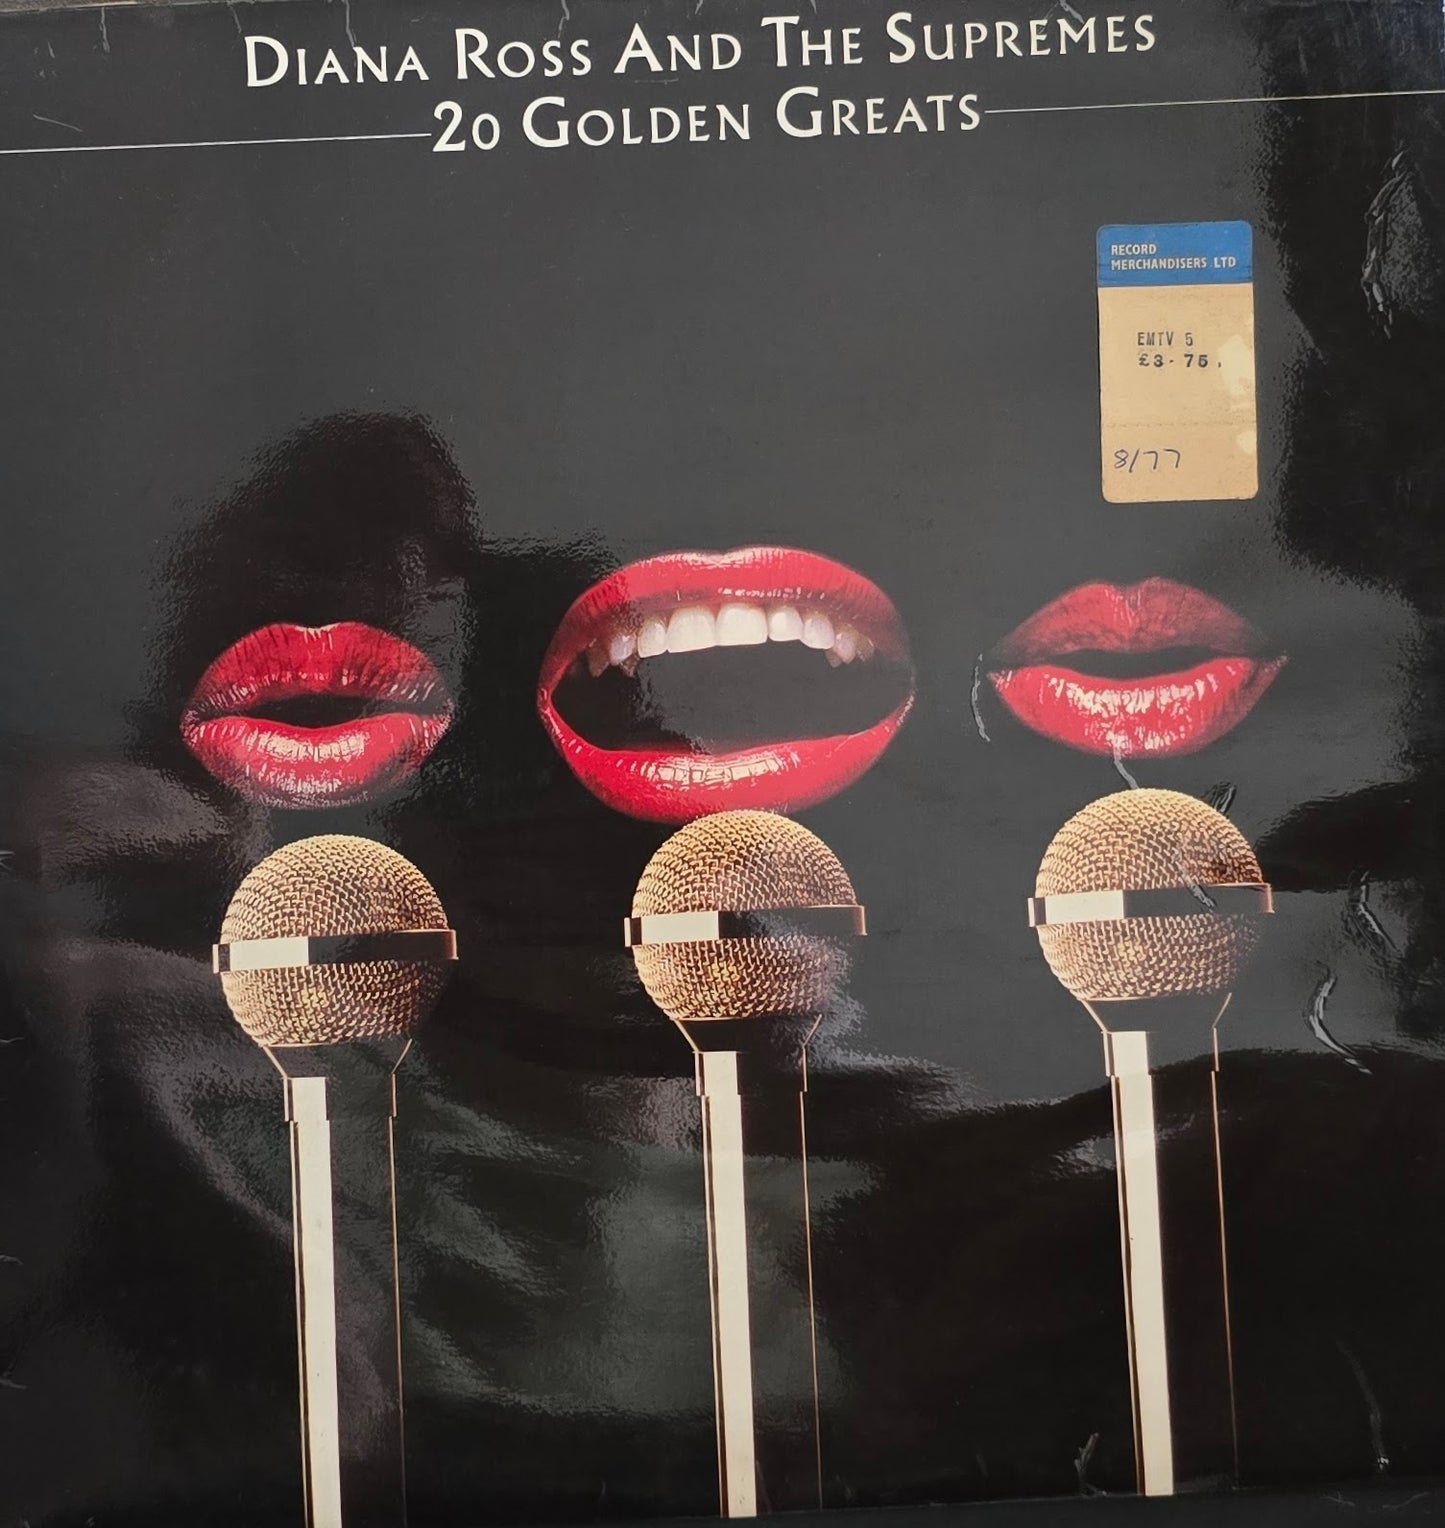 DIANA ROSS AND THE SUPREMES
20 GOLDEN GREATS
RECORD
MERCHANDISERS LTD
EMTV 5
£3-75.
8/77